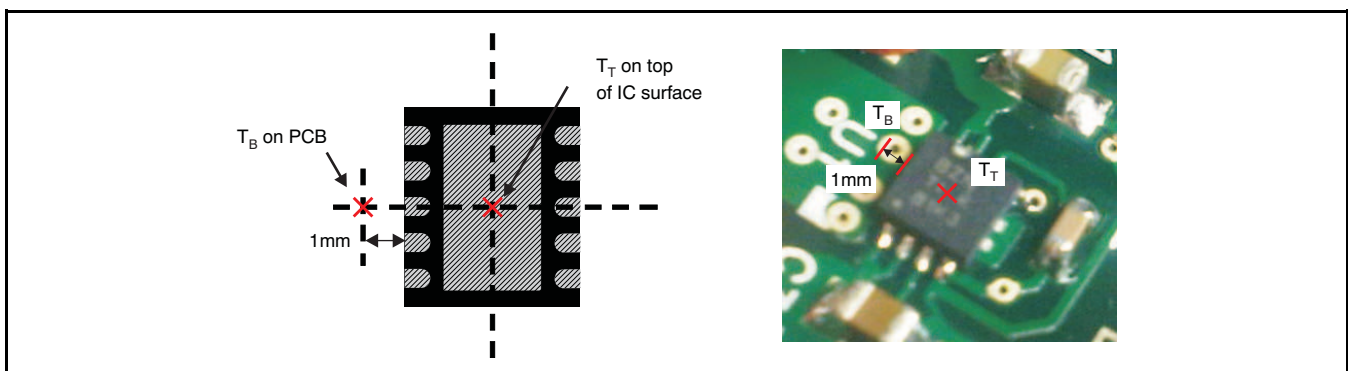 T_T on top
of IC surface
T_B on PCB
1mm
T_B
1mm
T_T